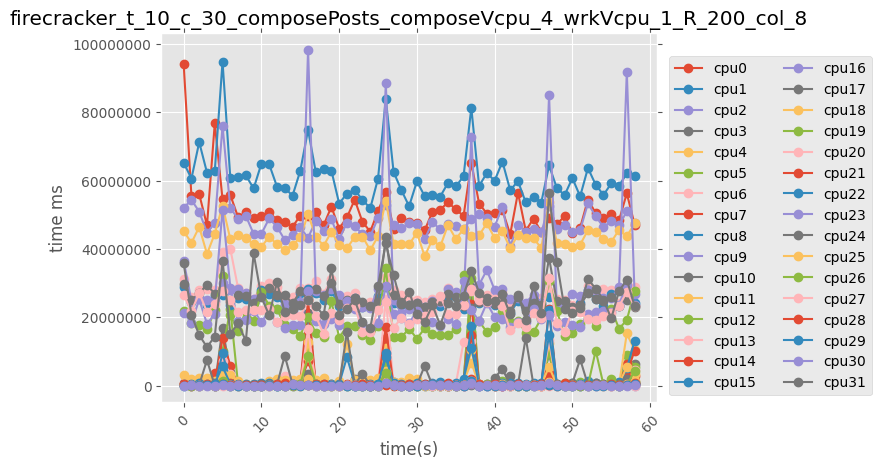 firecracker_t_10_c_30_composePosts_composeVcpu_4_wrkVcpu_1_R_200_col_8
time ms
100000000
80000000
60000000
40000000
20000000
0
0 10 20 30 40 50 60
time(s)
cpu0 cpu16
cpu1 cpu17
cpu2 cpu18
cpu3 cpu19
cpu4 cpu20
cpu5 cpu21
cpu6 cpu22
cpu7 cpu23
cpu8 cpu24
cpu9 cpu25
cpu10 cpu26
cpu11 cpu27
cpu12 cpu28
cpu13 cpu29
cpu14 cpu30
cpu15 cpu31